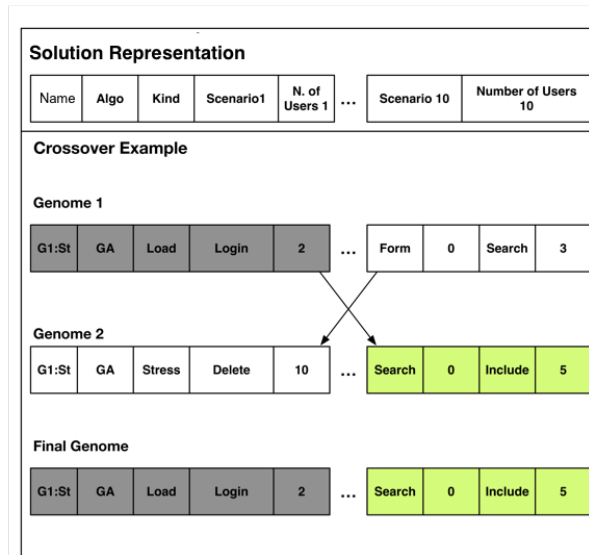 Solution Representation
Name Algo Kind Scenario1 N. of Users 1 ... Scenario 10 Number of Users 10
Crossover Example
Genome 1
G1:St GA Load Login 2 ... Form 0 Search 3
Genome 2
G1:St GA Stress Delete 10 ... Search 0 Include 5
Final Genome
G1:St GA Load Login 2 ... Search 0 Include 5